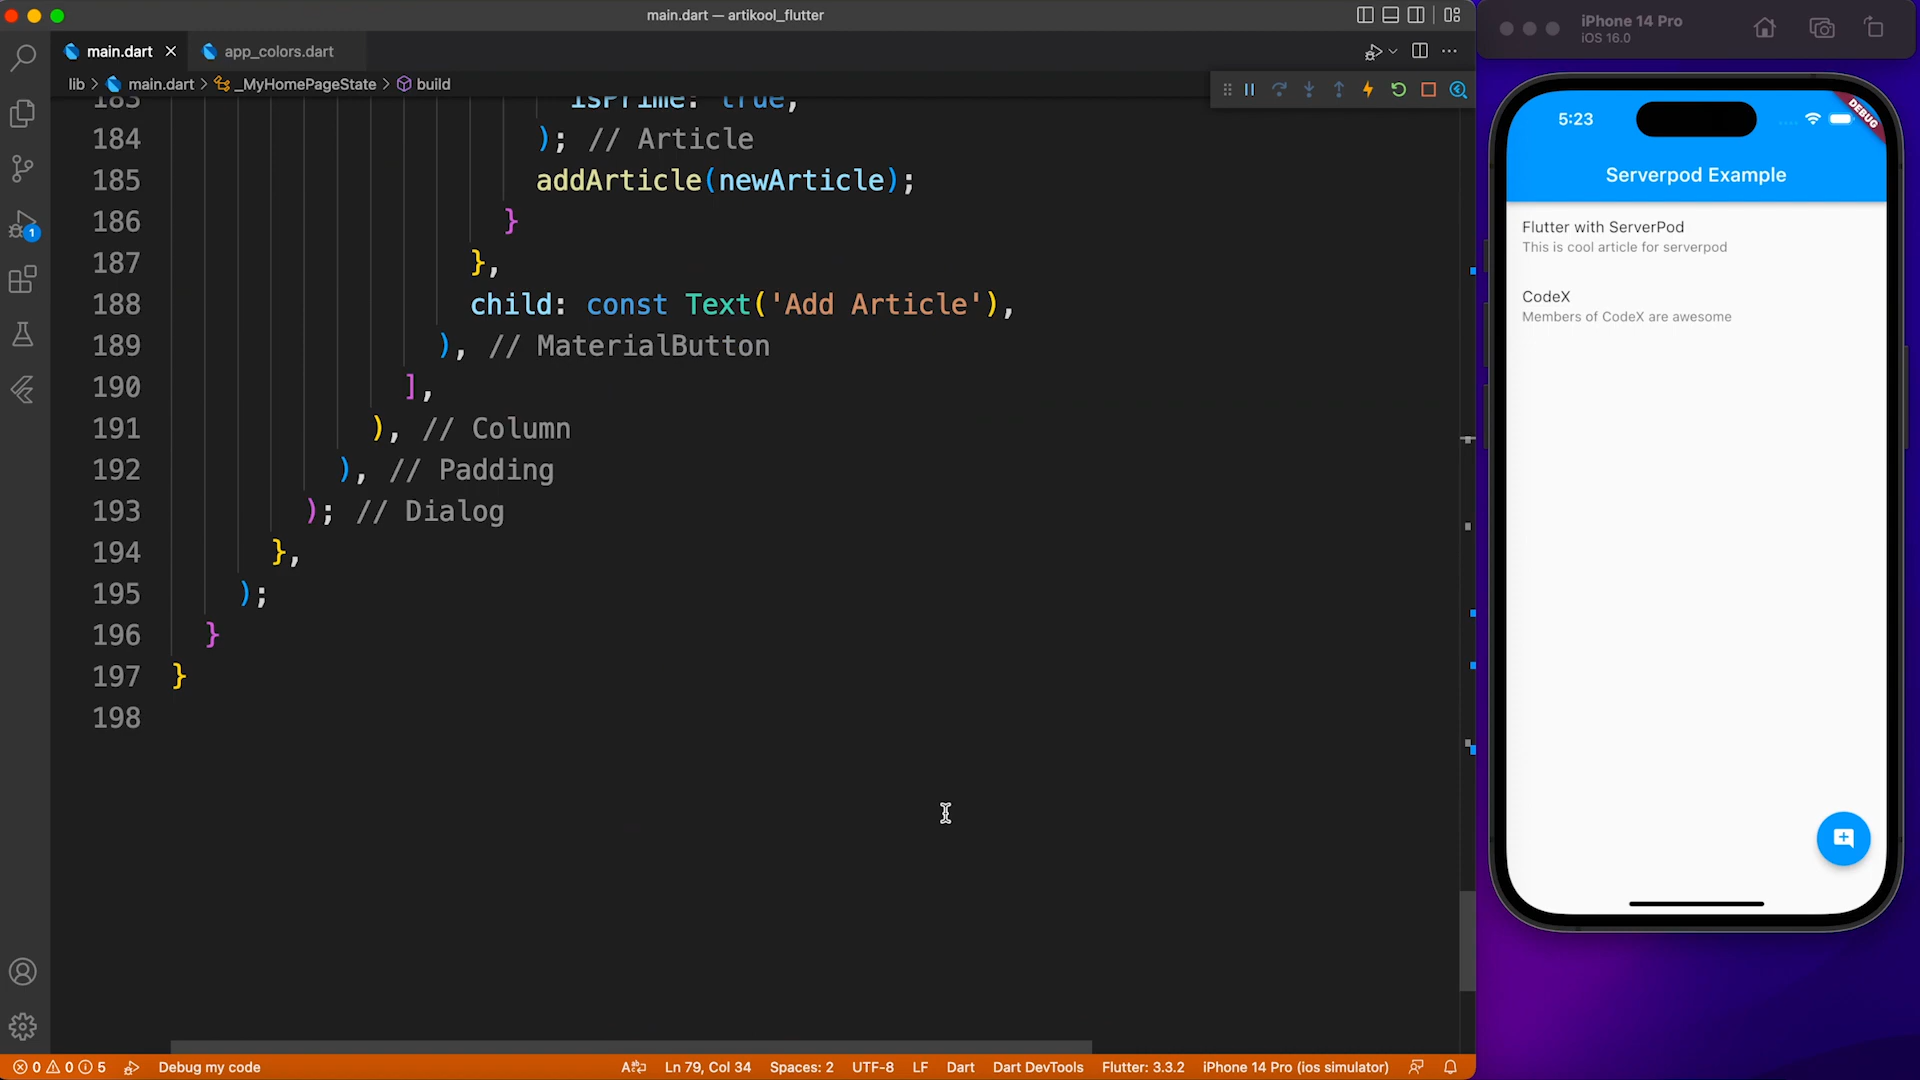 main.dart — artikool_flutter
main.dart
app_colors.dart
lib > main.dart > _MyHomePageState > build
183 isPrime: true,
184 ); // Article
185 addArticle(newArticle);
186 }
187 },
188 child: const Text('Add Article'),
189 ), // MaterialButton
190 ],
191 ), // Column
192 ), // Padding
193 ); // Dialog
194 },
195 );
196 }
197 }
198
1
0 0 5 Debug my code
Ln 79, Col 34 Spaces: 2 UTF-8 LF Dart Dart DevTools Flutter: 3.3.2 iPhone 14 Pro (ios simulator)
iPhone 14 Pro
iOS 16.0
5:23
DEBUG
Serverpod Example
Flutter with ServerPod
This is cool article for serverpod
CodeX
Members of CodeX are awesome